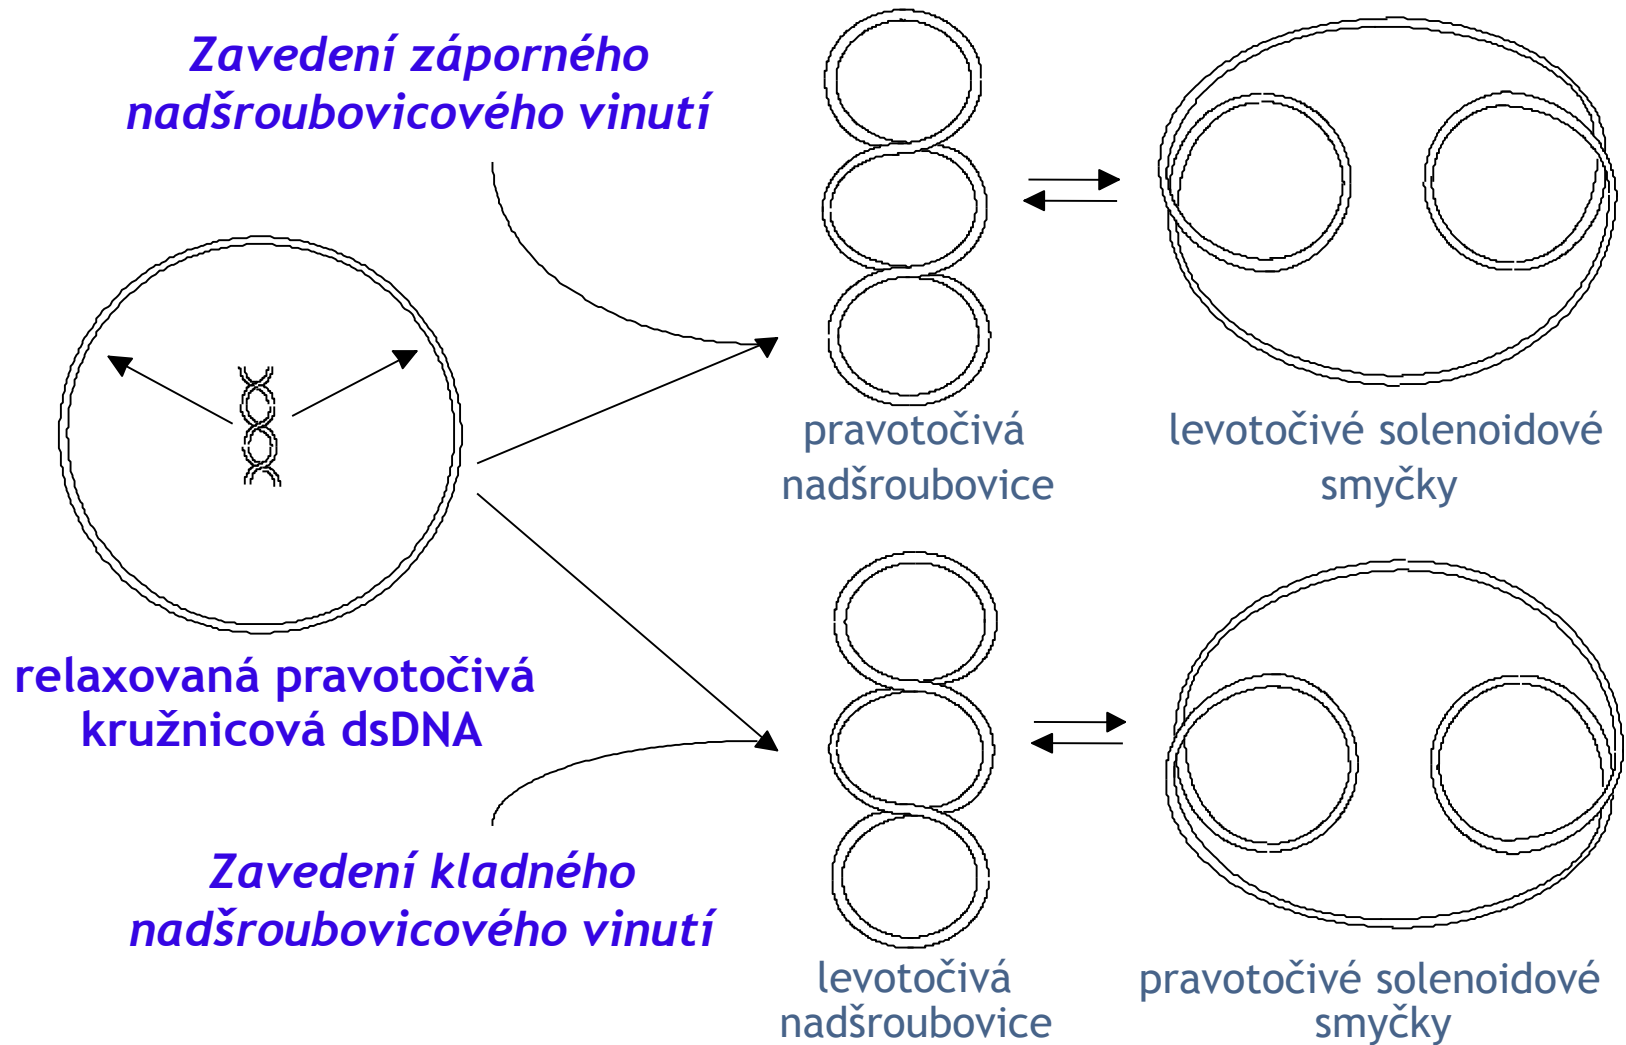 Zavedení záporného
nadšroubovicového vinutí
pravotočivá
nadšroubovice
levotočivé solenoidové
smyčky
relaxovaná pravotočivá
kružnicová dsDNA
Zavedení kladného
nadšroubovicového vinutí
levotočivá
nadšroubovice
pravotočivé solenoidové
smyčky